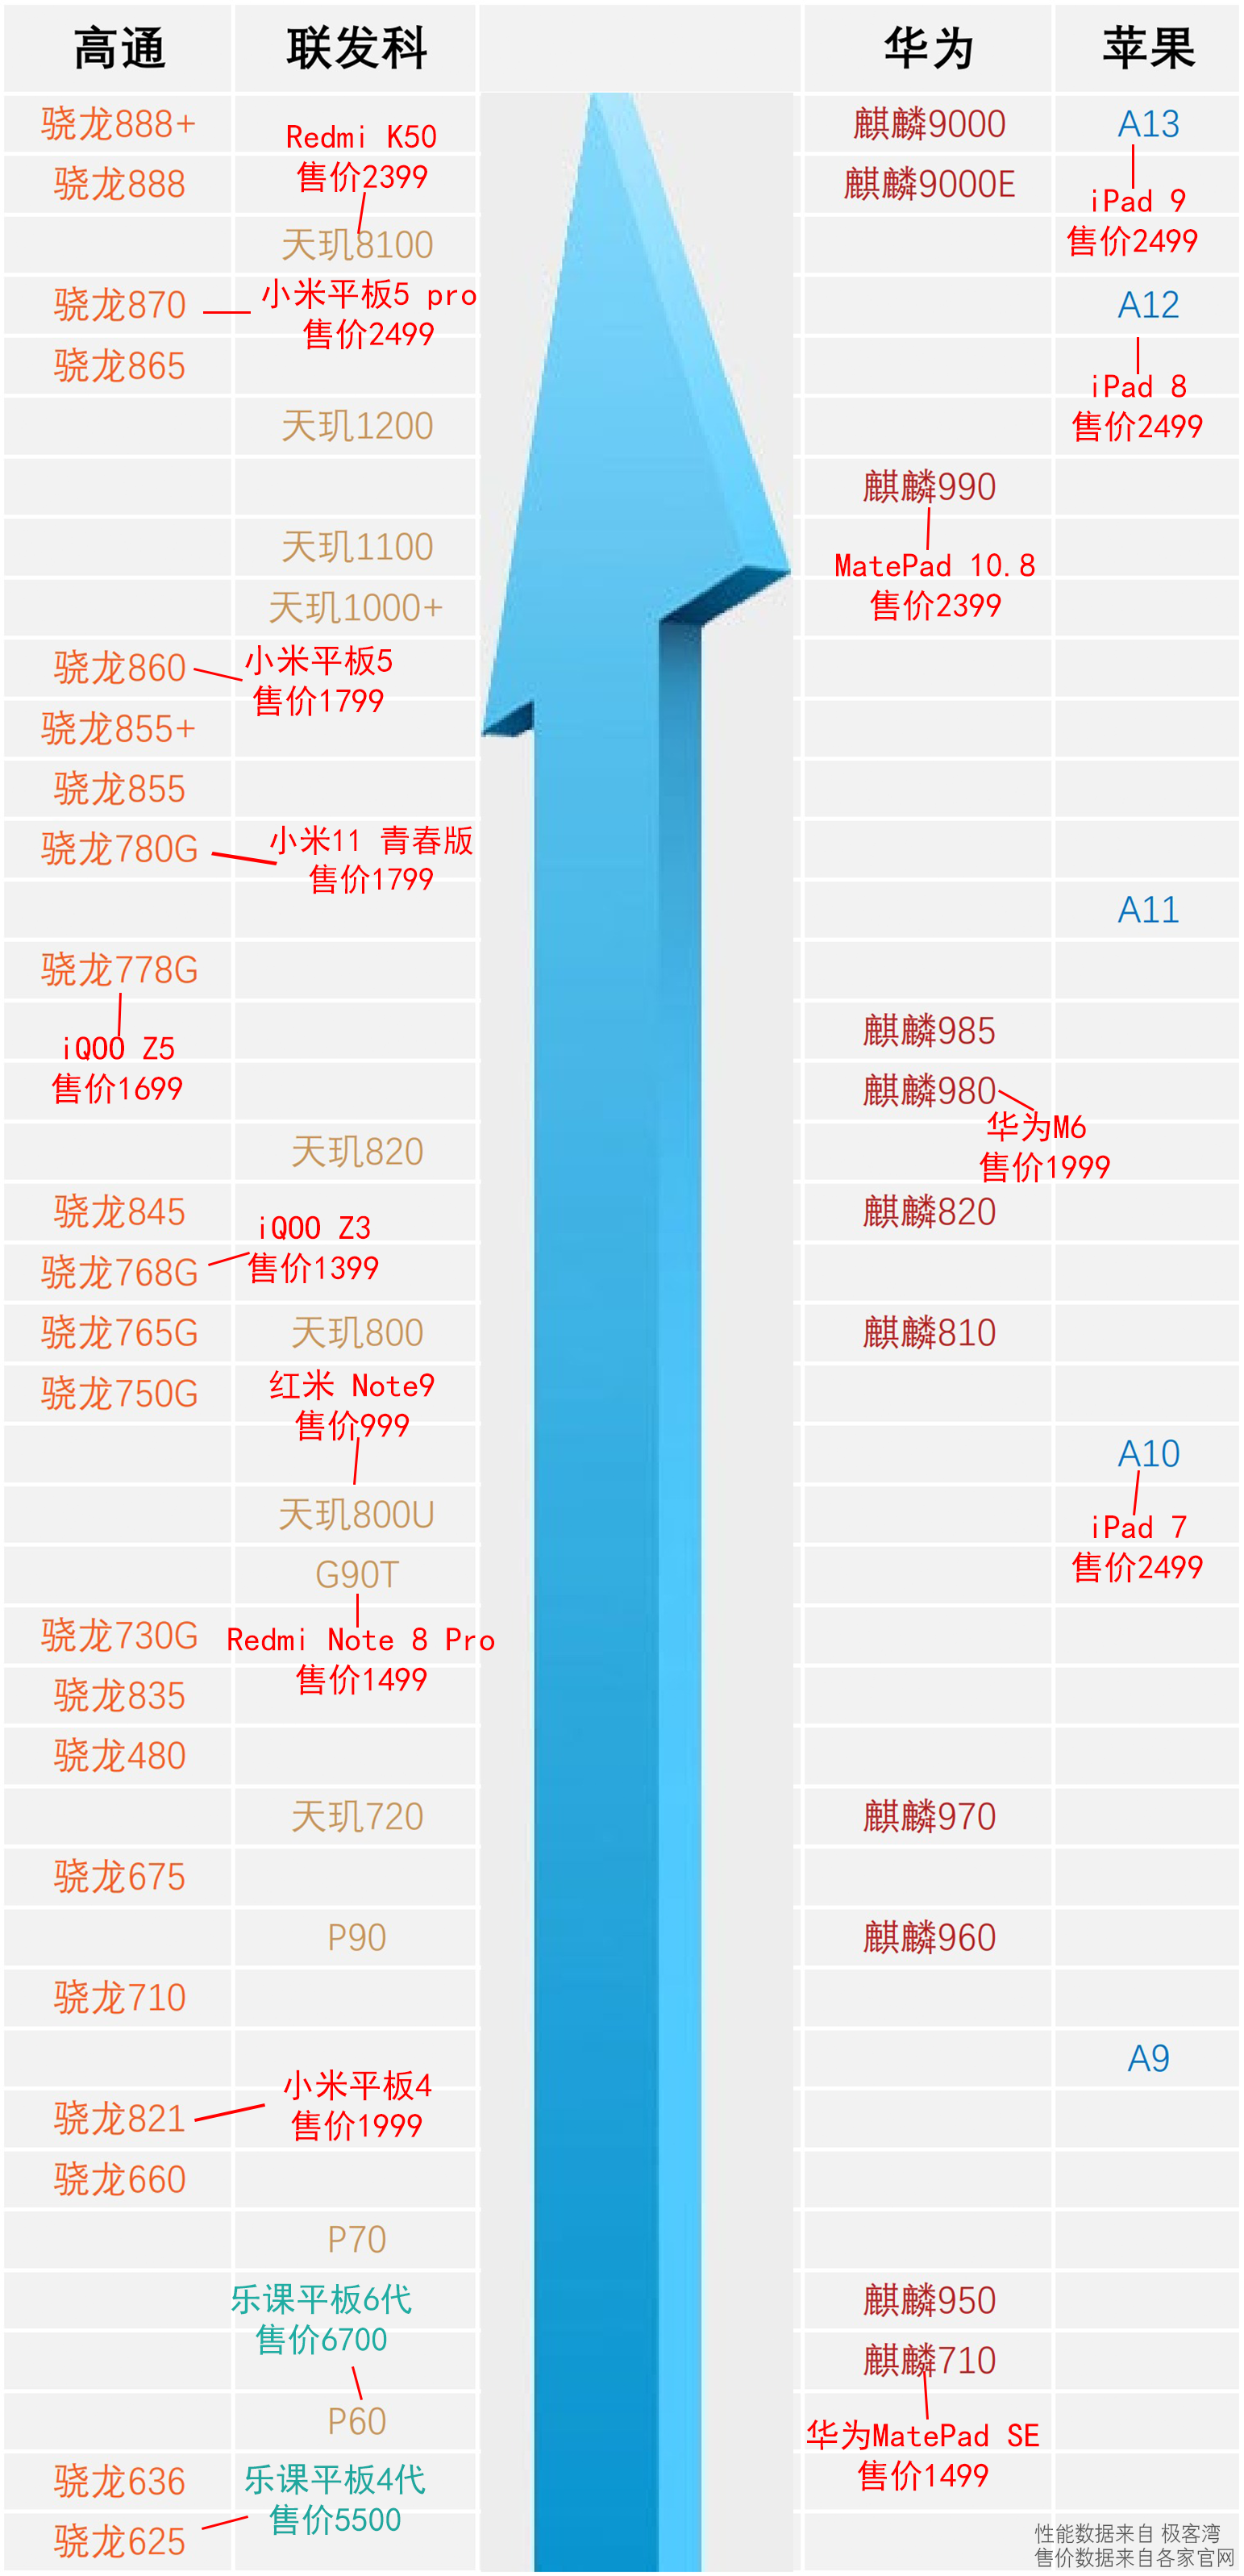 高通 联发科 华为 苹果
骁龙888+ 麒麟9000 A13
Redmi K50
售价2399
骁龙888 麒麟9000E
iPad 9
售价2499
天玑8100
骁龙870 小米平板5 pro A12
售价2499
骁龙865
iPad 8
售价2499
天玑1200
麒麟990
天玑1100
MatePad 10.8
售价2399
天玑1000+
骁龙860 小米平板5
售价1799
骁龙855+
骁龙855
骁龙780G 小米11 青春版
售价1799
A11
骁龙778G
麒麟985
iQOO Z5
售价1699
麒麟980
华为M6
售价1999
天玑820
骁龙845 麒麟820
iQOO Z3
售价1399
骁龙768G
骁龙765G 天玑800 麒麟810
骁龙750G 红米 Note9
售价999
A10
天玑800U
iPad 7
售价2499
G90T
骁龙730G Redmi Note 8 Pro
售价1499
骁龙835
骁龙480
天玑720 麒麟970
骁龙675
P90 麒麟960
骁龙710
A9
小米平板4
售价1999
骁龙821
骁龙660
P70
乐课平板6代 麒麟950
售价6700
麒麟710
P60
华为MatePad SE
售价1499
骁龙636 乐课平板4代
售价5500
骁龙625
性能数据来自 极客湾
售价数据来自各家官网